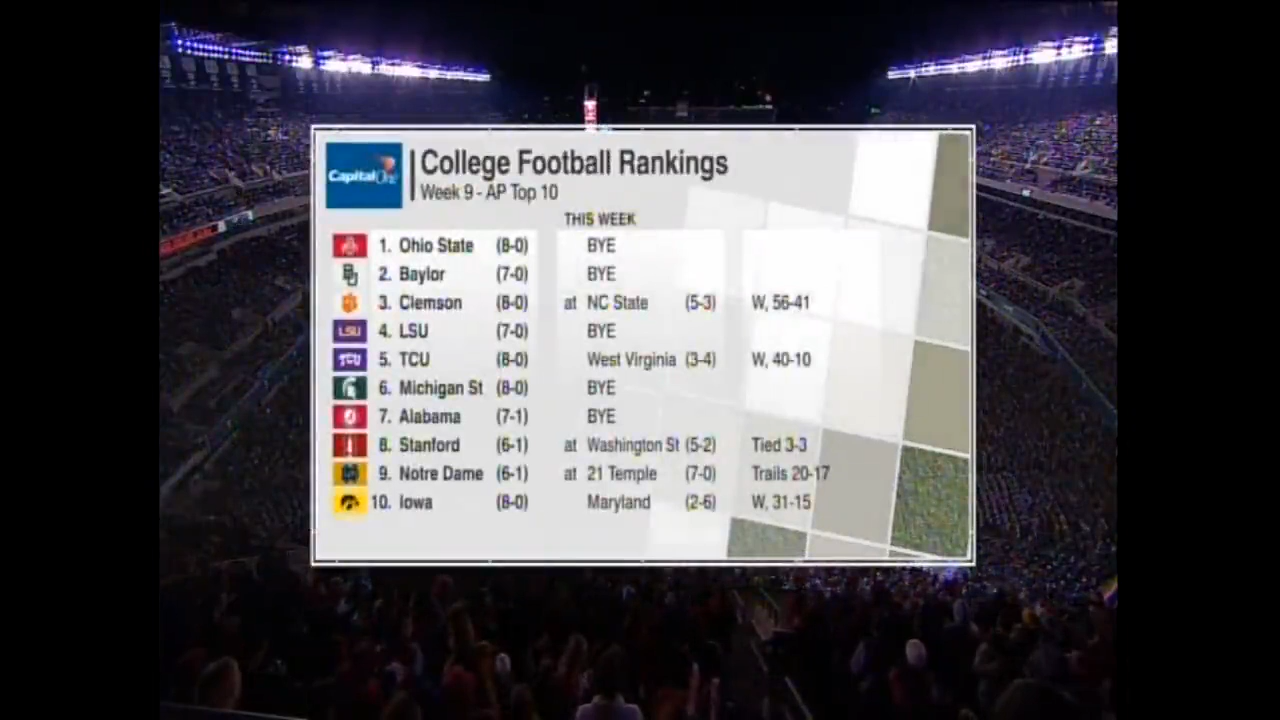 Capital One
College Football Rankings
Week 9 - AP Top 10
THIS WEEK
1. Ohio State (8-0) BYE
2. Baylor (7-0) BYE
3. Clemson (8-0) at NC State (5-3) W, 56-41
LSU 4. LSU (7-0) BYE
TCU 5. TCU (8-0) West Virginia (3-4) W, 40-10
6. Michigan St (8-0) BYE
7. Alabama (7-1) BYE
8. Stanford (6-1) at Washington St (5-2) Tied 3-3
9. Notre Dame (6-1) at 21 Temple (7-0) Trails 20-17
10. Iowa (8-0) Maryland (2-6) W, 31-15